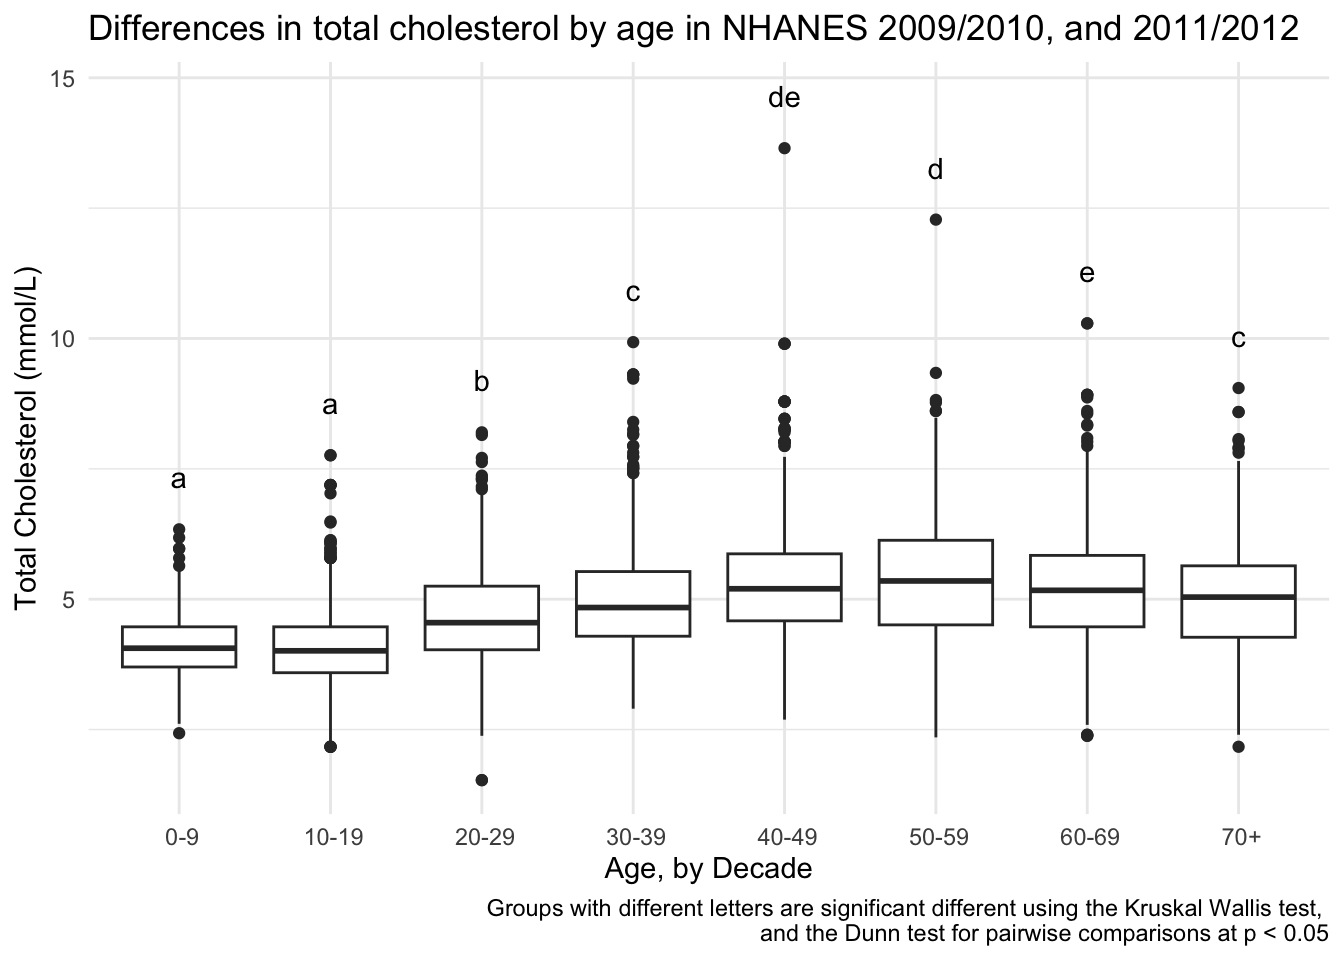 Differences in total cholesterol by age in NHANES 2009/2010, and 2011/2012
Total Cholesterol (mmol/L)
15
10
5
a
a
b
c
de
d
e
c
0-9
10-19
20-29
30-39
40-49
50-59
60-69
70+
Age, by Decade
Groups with different letters are significant different using the Kruskal Wallis test,
and the Dunn test for pairwise comparisons at p < 0.05